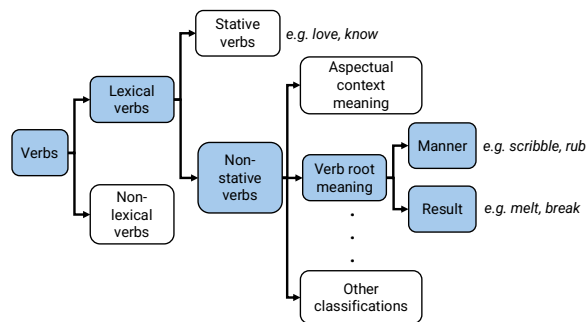 Stative
verbs
e.g. love, know
Lexical
verbs
Aspectual
context
meaning
Verbs
Non-
stative
verbs
Verb root
meaning
Manner
e.g. scribble, rub
Non-
lexical
verbs
Result
e.g. melt, break
Other
classifications